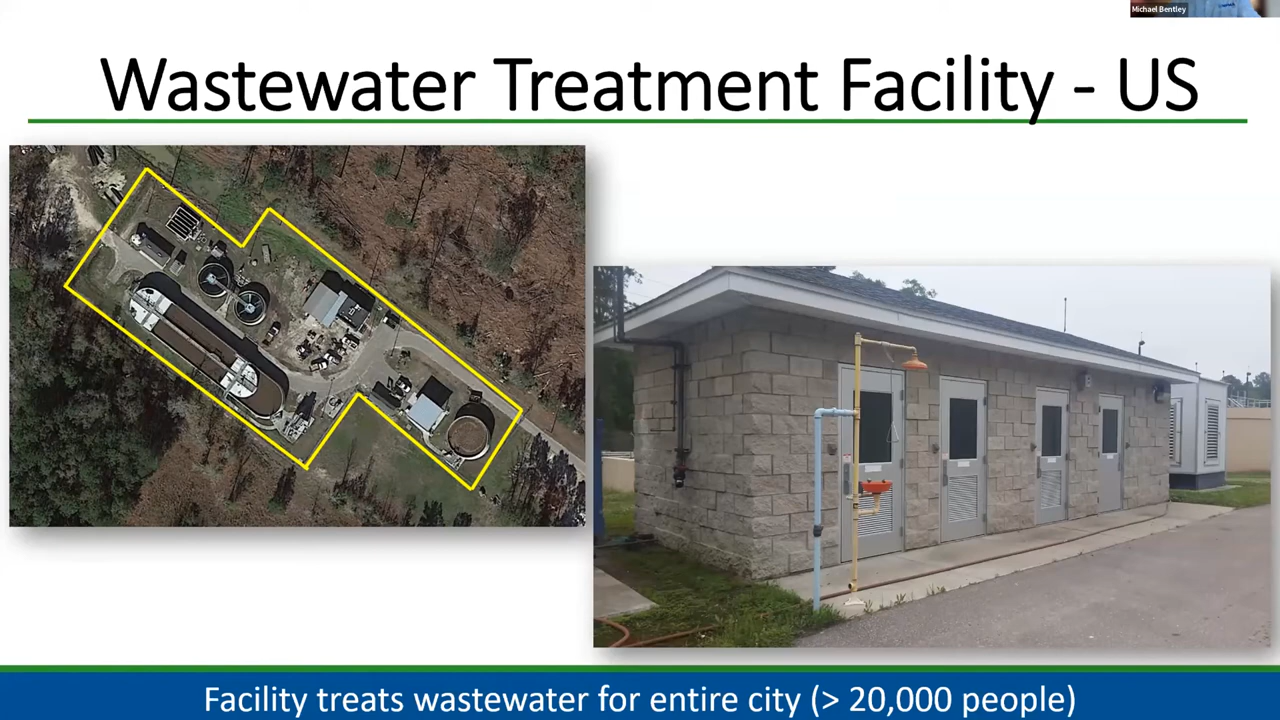 Michael Bentley
Wastewater Treatment Facility - US
Facility treats wastewater for entire city (> 20,000 people)